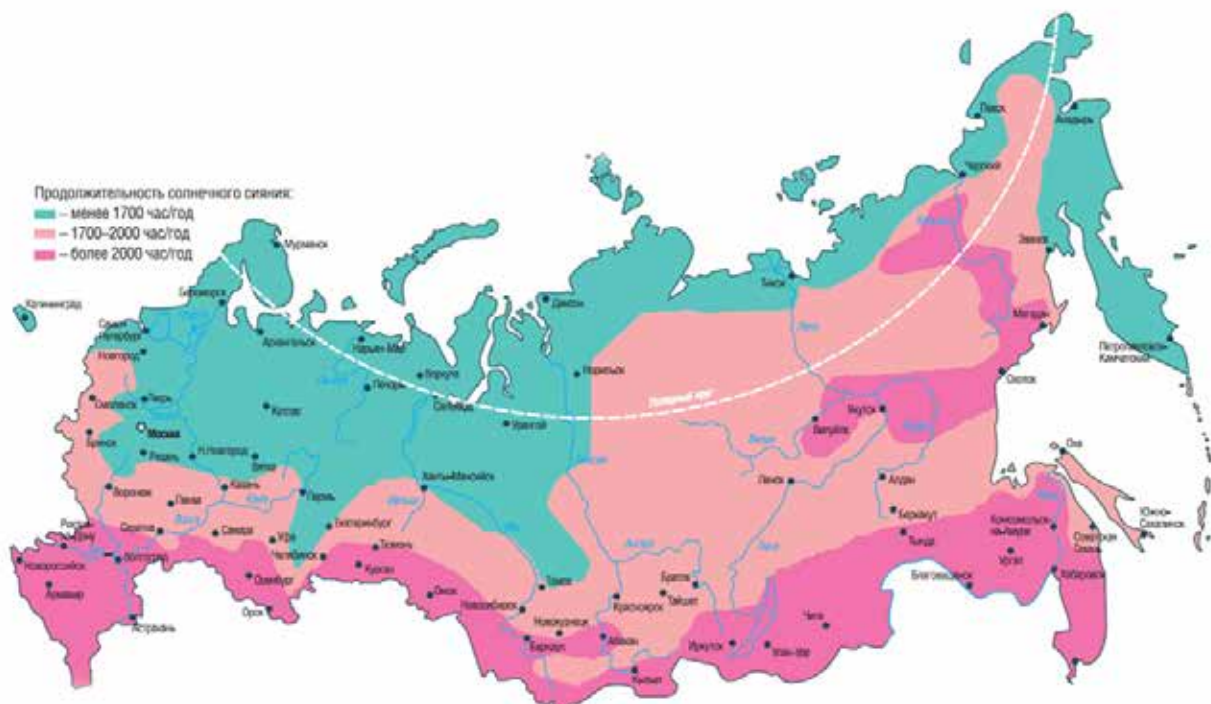 Продолжительность солнечного сияния:
– менее 1700 час/год
– 1700–2000 час/год
– более 2000 час/год
Певек
Анадырь
Черский
Мурманск
Эвенск
Калининград
Беломорск
Диксон
Тикси
Санкт-
Петербург
Архангельск
Нарьян-Мар
Магадан
Новгород
Воркута
Норильск
Лена
Петропавловск-
Камчатский
Печора
Салехард
Полярный круг
Охотск
Смоленск
Тверь
Котлас
Уренгой
Якутск
Москва
Вилюйск
Брянск
Рязань
Н.Новгород
Вятка
Вилюй
Оха
Ханты-Мансийск
Воронеж
Пенза
Казань
Пермь
Иртыш
Обь
Ленск
Алдан
Ростов-
на-Дону
Саратов
Самара
Екатеринбург
Беркакит
Комсомольск-
на-Амуре
Южно-
Сахалинск
Волгоград
Уфа
Челябинск
Тюмень
Ангара
Лена
Тында
Советская
Гавань
Новороссийск
Оренбург
Курган
Томск
Братск
Тайшет
Ургал
Хабаровск
Армавир
Орск
Омск
Новосибирск
Красноярск
Благовещенск
Астрахань
Новокузнецк
Чита
Барнаул
Абакан
Иркутск
Улан-Удэ
Кызыл